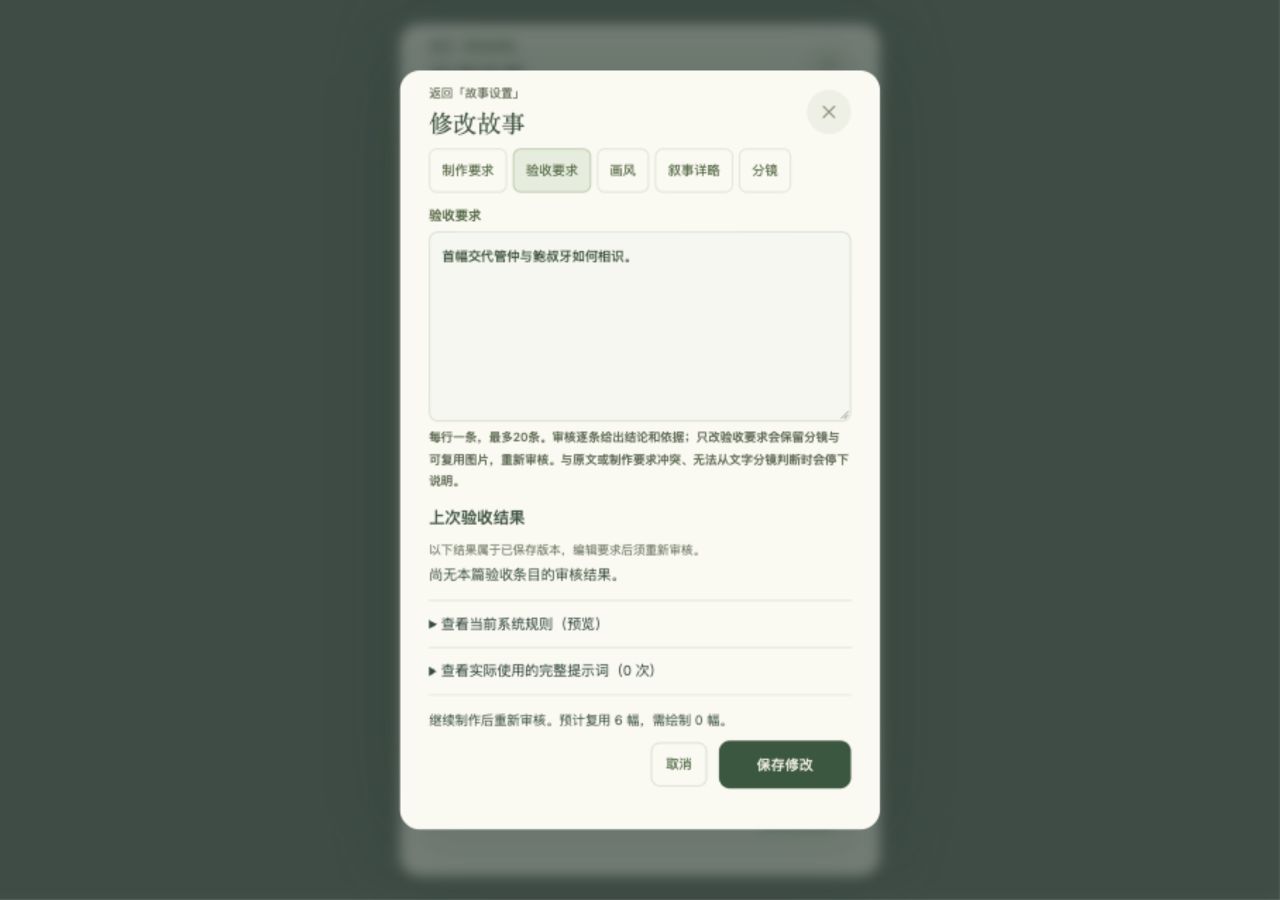 返回「故事设置」
修改故事
制作要求
验收要求
画风
叙事详略
分镜
验收要求
首幅交代管仲与鲍叔牙如何相识。
每行一条，最多20条。审核逐条给出结论和依据；只改验收要求会保留分镜与
可复用图片，重新审核。与原文或制作要求冲突、无法从文字分镜判断时会停下
说明。
上次验收结果
以下结果属于已保存版本，编辑要求后须重新审核。
尚无本篇验收条目的审核结果。
查看当前系统规则（预览）
查看实际使用的完整提示词（0 次）
继续制作后重新审核。预计复用 6 幅，需绘制 0 幅。
取消
保存修改